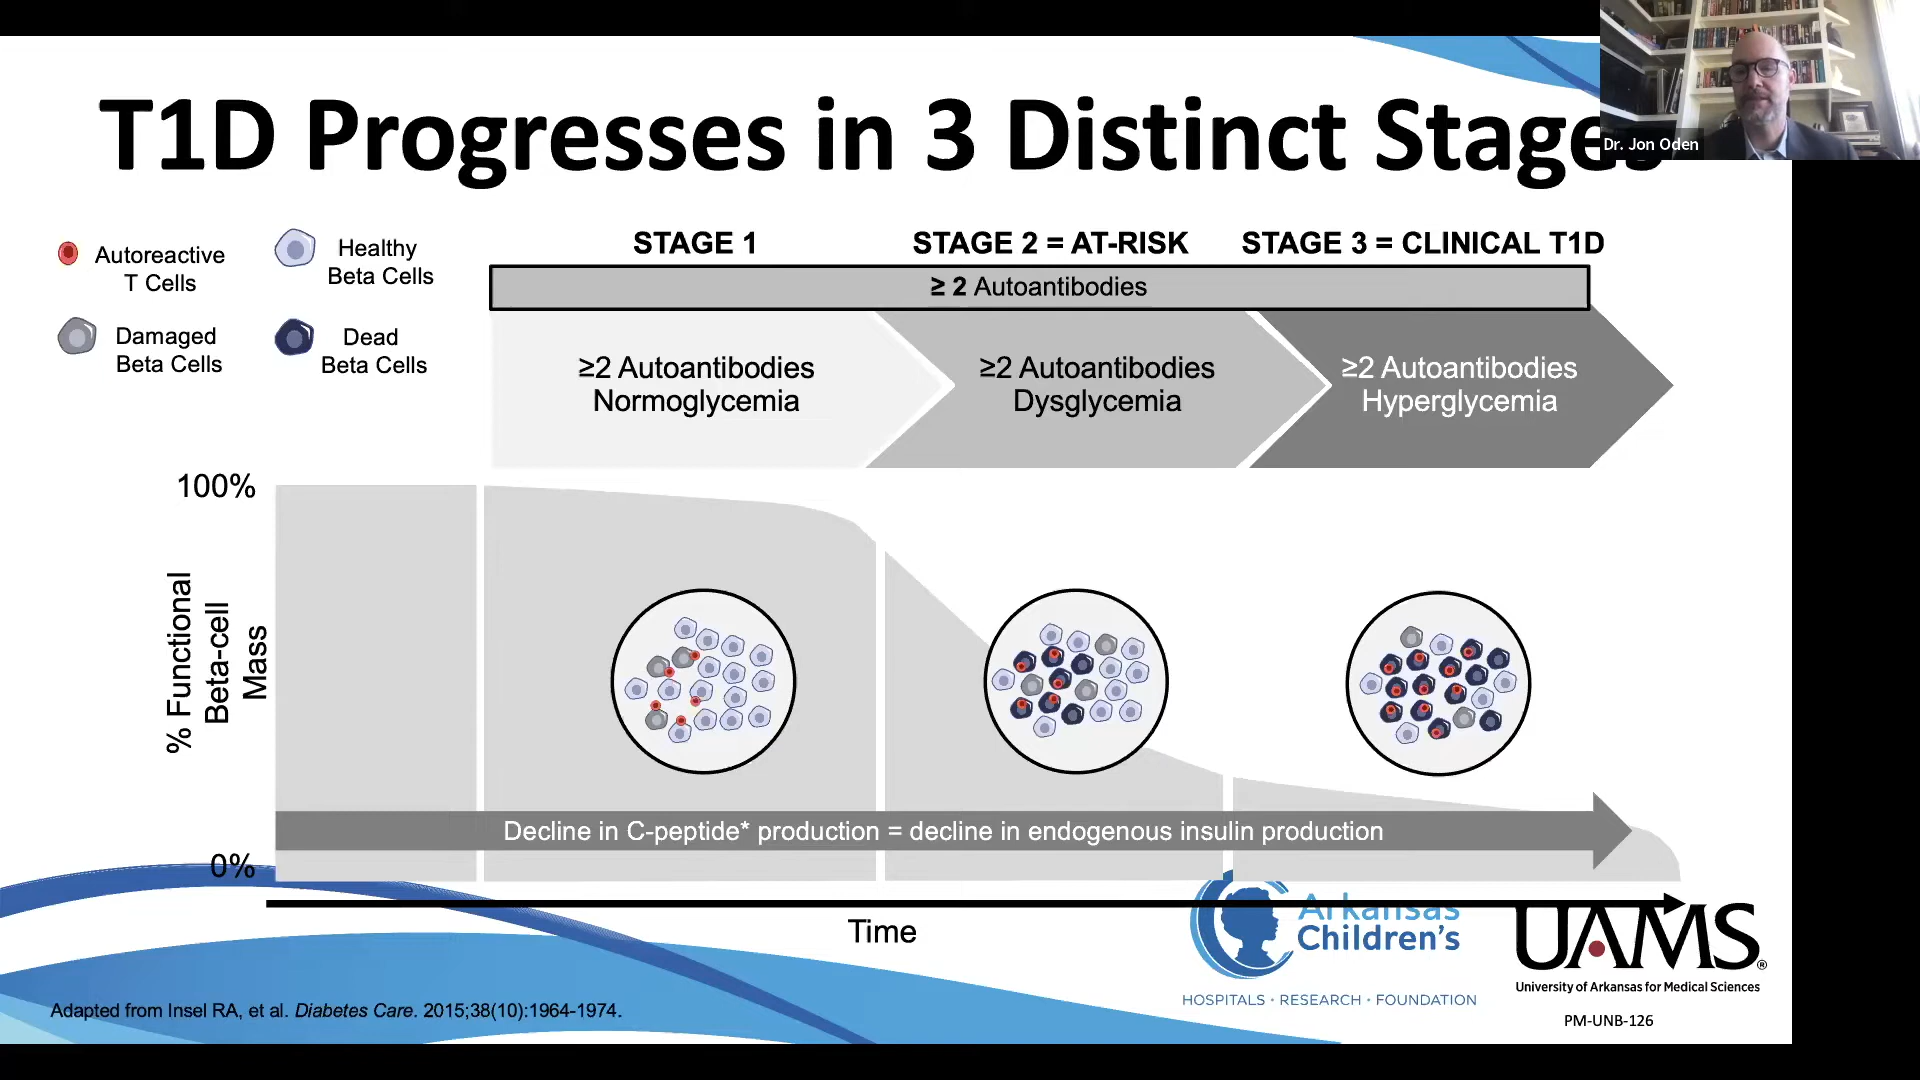 T1D Progresses in 3 Distinct Stages
Dr. Jon Oden
Autoreactive
T Cells
Healthy
Beta Cells
Damaged
Beta Cells
Dead
Beta Cells
STAGE 1
STAGE 2 = AT-RISK
STAGE 3 = CLINICAL T1D
≥ 2 Autoantibodies
≥2 Autoantibodies
Normoglycemia
≥2 Autoantibodies
Dysglycemia
≥2 Autoantibodies
Hyperglycemia
100%
% Functional
Beta-cell
Mass
0%
Decline in C-peptide* production = decline in endogenous insulin production
Time
Arkansas
Children's
HOSPITALS · RESEARCH · FOUNDATION
UAMS®
University of Arkansas for Medical Sciences
PM-UNB-126
Adapted from Insel RA, et al. Diabetes Care. 2015;38(10):1964-1974.